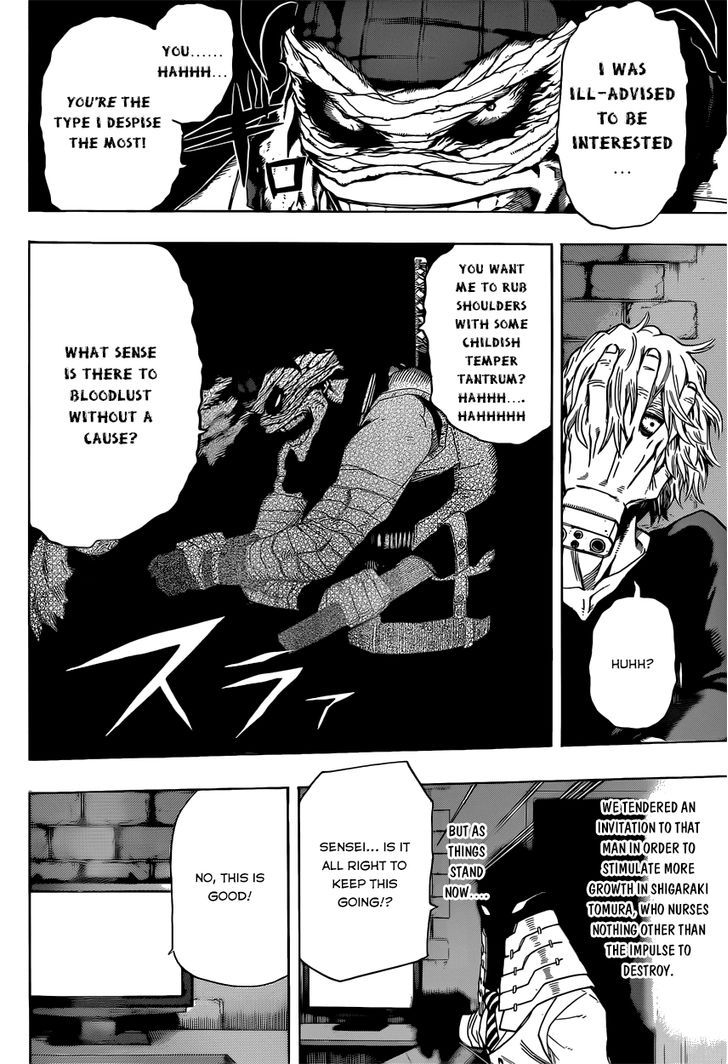 I WAS
ILL-ADVISED
TO BE
INTERESTED
...
YOU......
HAHHH...
YOU'RE THE
TYPE I DESPISE
THE MOST!
HUHH?
YOU WANT
ME TO RUB
SHOULDERS
WITH SOME
CHILDISH
TEMPER
TANTRUM?
HAHHH....
HAHHHHH
WHAT SENSE
IS THERE TO
BLOODLUST
WITHOUT A
CAUSE?
スラァ
WE TENDERED AN
INVITATION TO THAT
MAN IN ORDER TO
STIMULATE MORE
GROWTH IN SHIGARAKI
TOMURA, WHO NURSES
NOTHING OTHER THAN
THE IMPULSE TO
DESTROY.
BUT AS
THINGS
STAND
NOW....
SENSEI... IS IT
ALL RIGHT TO
KEEP THIS
GOING!?
NO, THIS IS
GOOD!